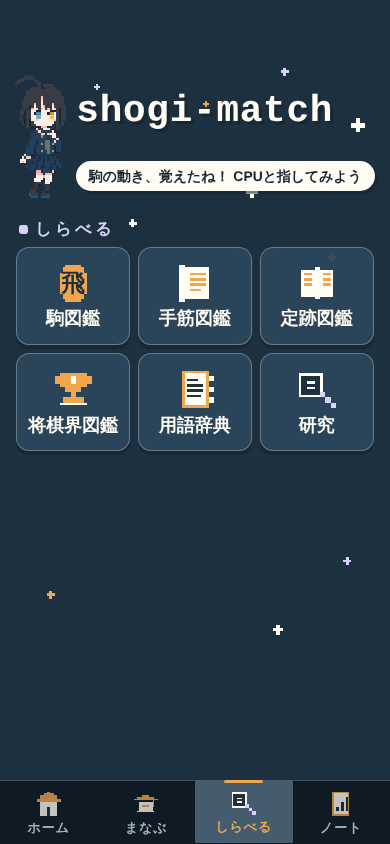 shogi-match
駒の動き、覚えたね！ CPUと指してみよう
しらべる
飛
駒図鑑
手筋図鑑
定跡図鑑
将棋界図鑑
用語辞典
研究
ホーム
まなぶ
しらべる
ノート